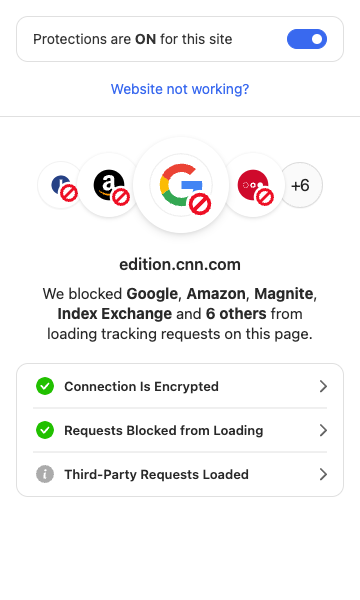 Protections are ON for this site
Website not working?
+6
edition.cnn.com
We blocked Google, Amazon, Magnite,
Index Exchange and 6 others from
loading tracking requests on this page.
Connection Is Encrypted
Requests Blocked from Loading
Third-Party Requests Loaded